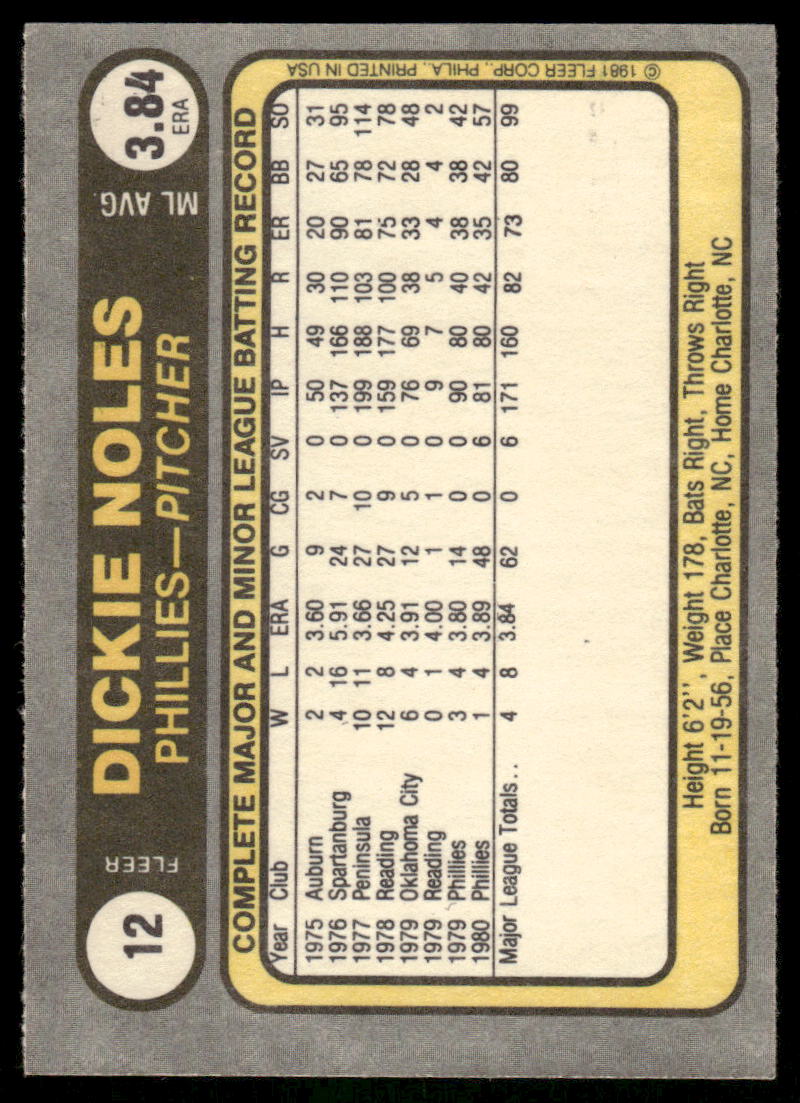 12
FLEER
DICKIE NOLES
PHILLIES—PITCHER
ML AVG.
3.84
ERA
COMPLETE MAJOR AND MINOR LEAGUE BATTING RECORD
Year Club W L ERA G CG SV IP H R ER BB SO
1975 Auburn 2 2 3.60 9 2 0 50 49 30 20 27 31
1976 Spartanburg 4 16 5.91 24 7 0 137 166 110 90 65 95
1977 Peninsula 10 11 3.66 27 10 0 199 188 103 81 78 114
1978 Reading 12 8 4.25 27 9 0 159 177 100 75 72 78
1979 Oklahoma City 6 4 3.91 12 5 0 76 69 38 33 28 48
1979 Reading 0 1 4.00 1 1 0 9 7 5 4 4 2
1979 Phillies 3 4 3.80 14 0 0 90 80 40 38 38 42
1980 Phillies 1 4 3.89 48 0 6 81 80 42 35 42 57
Major League Totals.. 4 8 3.84 62 0 6 171 160 82 73 80 99
© 1981 FLEER CORP., PHILA., PRINTED IN USA
Height 6'2", Weight 178, Bats Right, Throws Right
Born 11-19-56, Place Charlotte, NC, Home Charlotte, NC